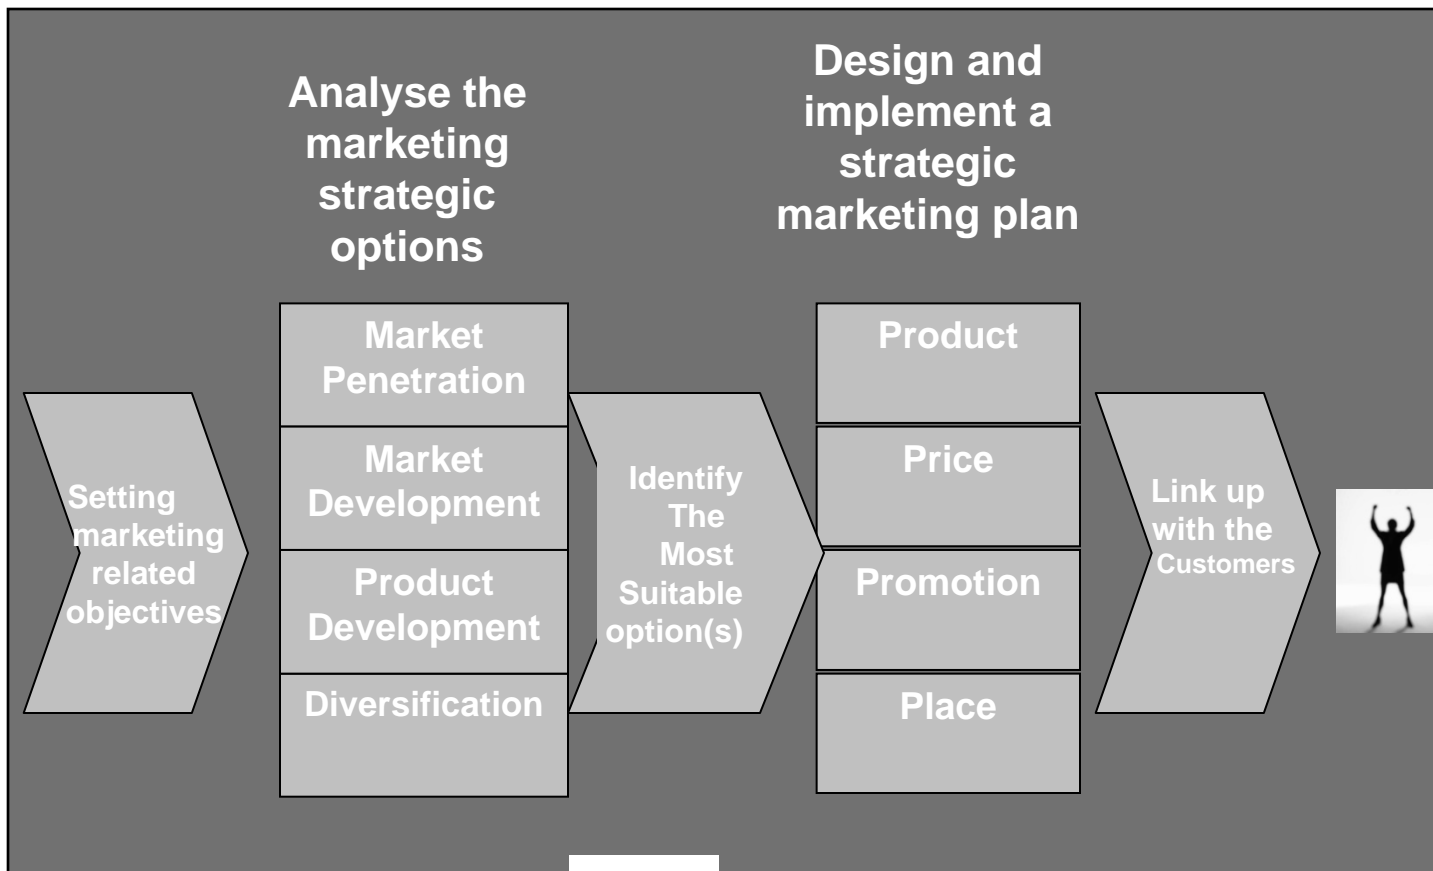 Analyse the
marketing
strategic
options
Design and
implement a
strategic
marketing plan
Setting
marketing
related
objectives
Market
Penetration
Market
Development
Product
Development
Diversification
Identify
The
Most
Suitable
option(s)
Product
Price
Promotion
Place
Link up
with the
Customers